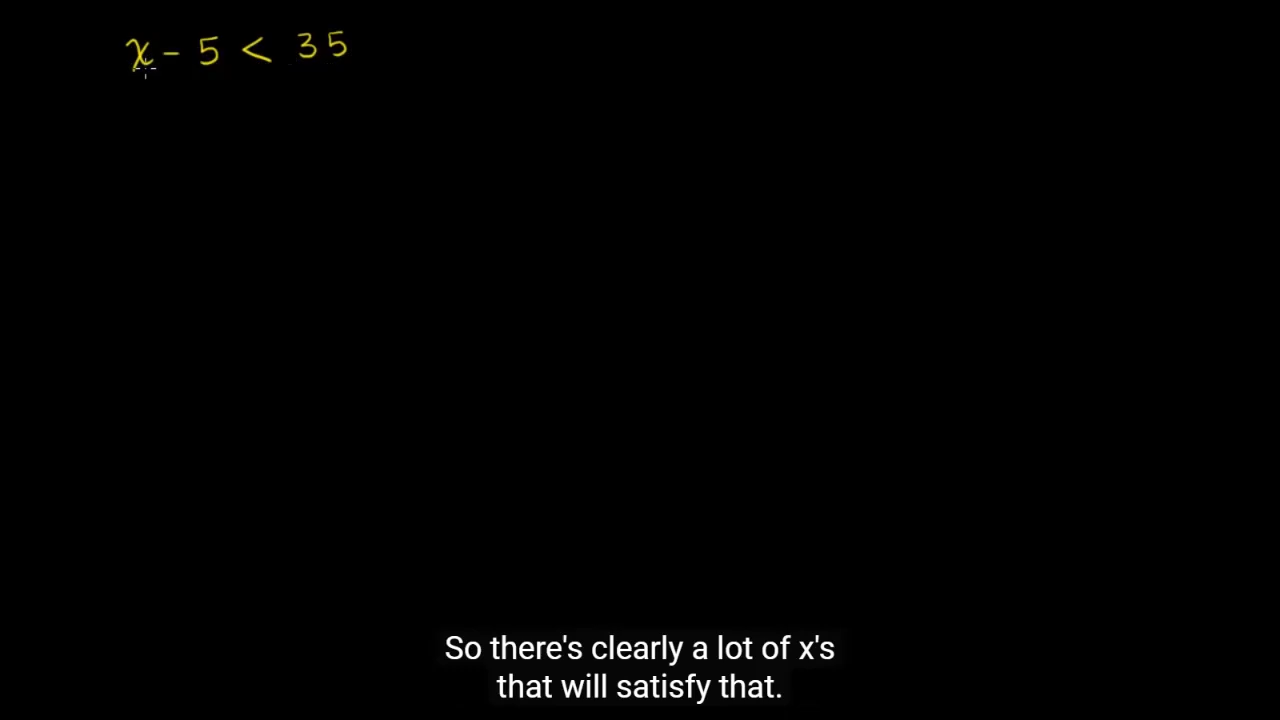 x - 5 < 35
So there's clearly a lot of x's
that will satisfy that.